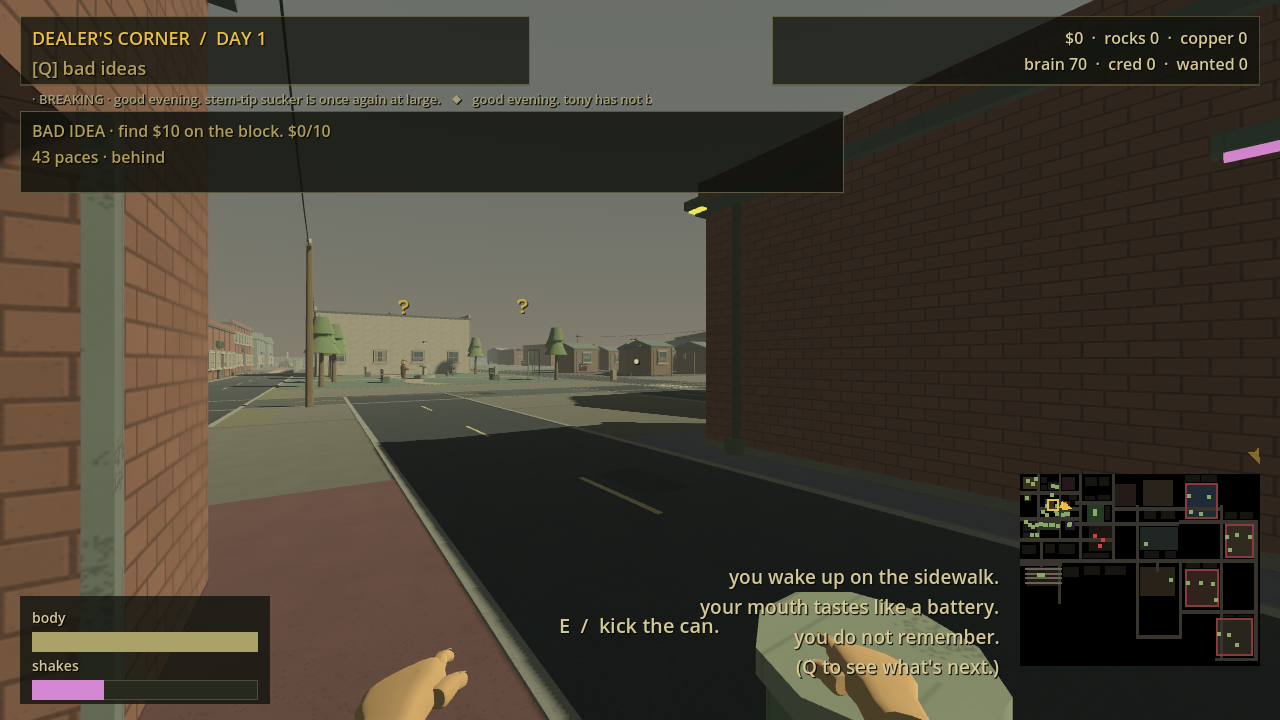 DEALER'S CORNER / DAY 1
[Q] bad ideas
$0 · rocks 0 · copper 0
brain 70 · cred 0 · wanted 0
· BREAKING · good evening. stem-tip sucker is once again at large. ◆ good evening. tony has not b
BAD IDEA · find $10 on the block. $0/10
43 paces · behind
?
?
you wake up on the sidewalk.
your mouth tastes like a battery.
E / kick the can.
you do not remember.
(Q to see what's next.)
body
shakes